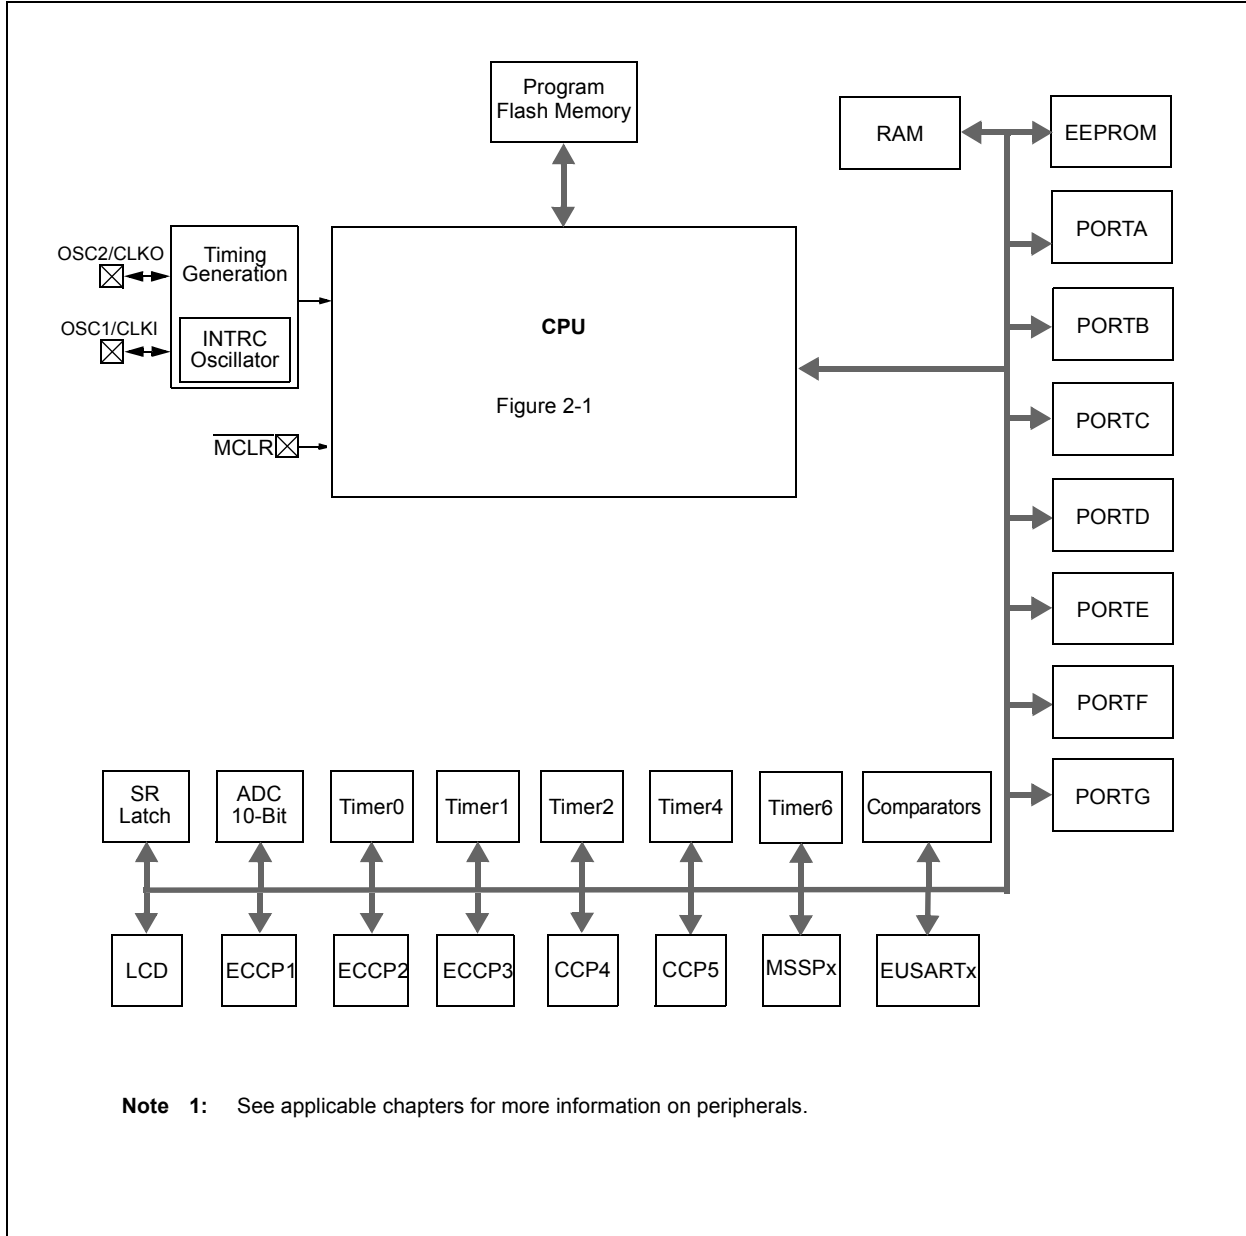 Program
Flash Memory
RAM
EEPROM
PORTA
OSC2/CLKO
Timing
Generation
OSC1/CLKI
INTRC
Oscillator
CPU
PORTB
Figure 2-1
PORTC
MCLR
PORTD
PORTE
PORTF
SR
Latch
ADC
10-Bit
Timer0
Timer1
Timer2
Timer4
Timer6
Comparators
PORTG
LCD
ECCP1
ECCP2
ECCP3
CCP4
CCP5
MSSPx
EUSARTx
Note 1: See applicable chapters for more information on peripherals.